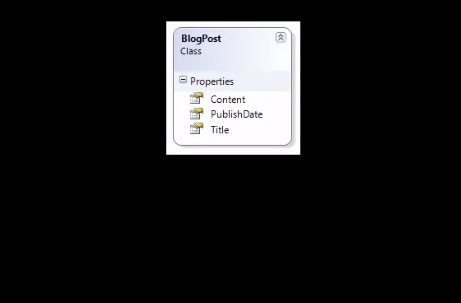 BlogPost
Class
Properties
Content
PublishDate
Title